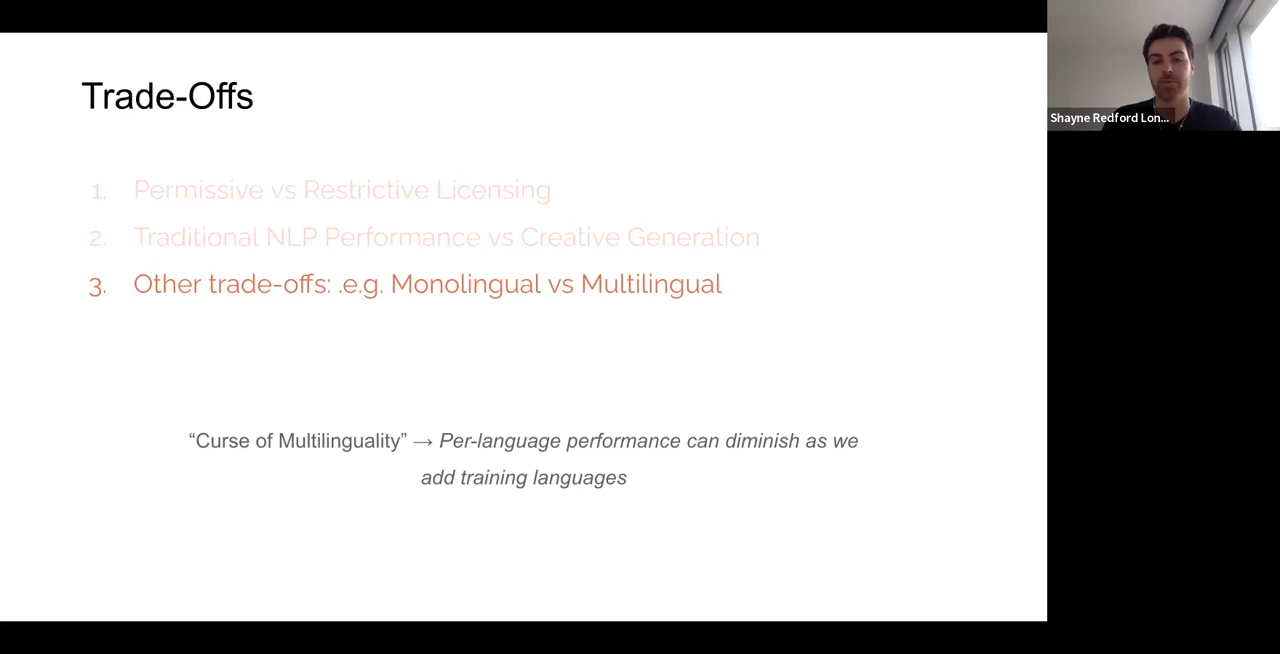 Trade-Offs
1. Permissive vs Restrictive Licensing
2. Traditional NLP Performance vs Creative Generation
3. Other trade-offs: .e.g. Monolingual vs Multilingual
“Curse of Multilinguality” → Per-language performance can diminish as we
add training languages
Shayne Redford Lon...